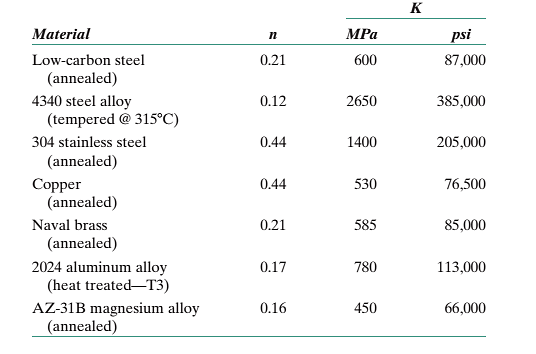 K
Material n MPa psi
Low-carbon steel 0.21 600 87,000
(annealed)
4340 steel alloy 0.12 2650 385,000
(tempered @ 315°C)
304 stainless steel 0.44 1400 205,000
(annealed)
Copper 0.44 530 76,500
(annealed)
Naval brass 0.21 585 85,000
(annealed)
2024 aluminum alloy 0.17 780 113,000
(heat treated—T3)
AZ-31B magnesium alloy 0.16 450 66,000
(annealed)